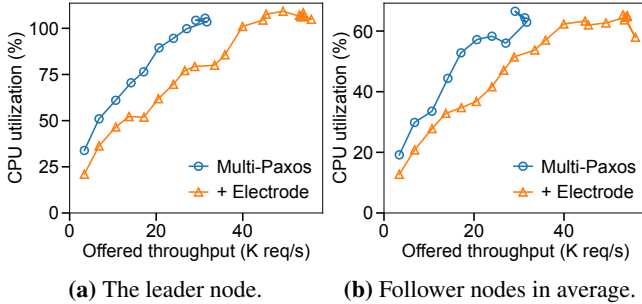 CPU utilization (%)
100
75
50
25
0
Multi-Paxos
+ Electrode
0 20 40
Offered throughput (K req/s)
(a) The leader node.
CPU utilization (%)
60
40
20
0
Multi-Paxos
+ Electrode
0 20 40
Offered throughput (K req/s)
(b) Follower nodes in average.